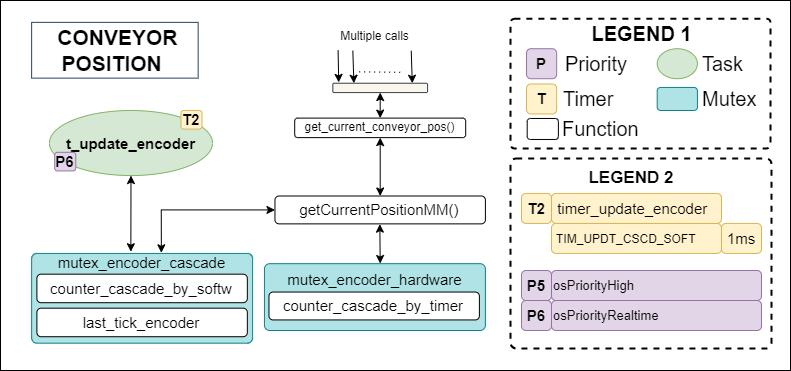 CONVEYOR
POSITION
Multiple calls
..........
get_current_conveyor_pos()
T2
t_update_encoder
P6
getCurrentPositionMM()
mutex_encoder_cascade
counter_cascade_by_softw
last_tick_encoder
mutex_encoder_hardware
counter_cascade_by_timer
LEGEND 1
P Priority
Task
T Timer
Mutex
Function
LEGEND 2
T2 timer_update_encoder
TIM_UPDT_CSCD_SOFT 1ms
P5 osPriorityHigh
P6 osPriorityRealtime